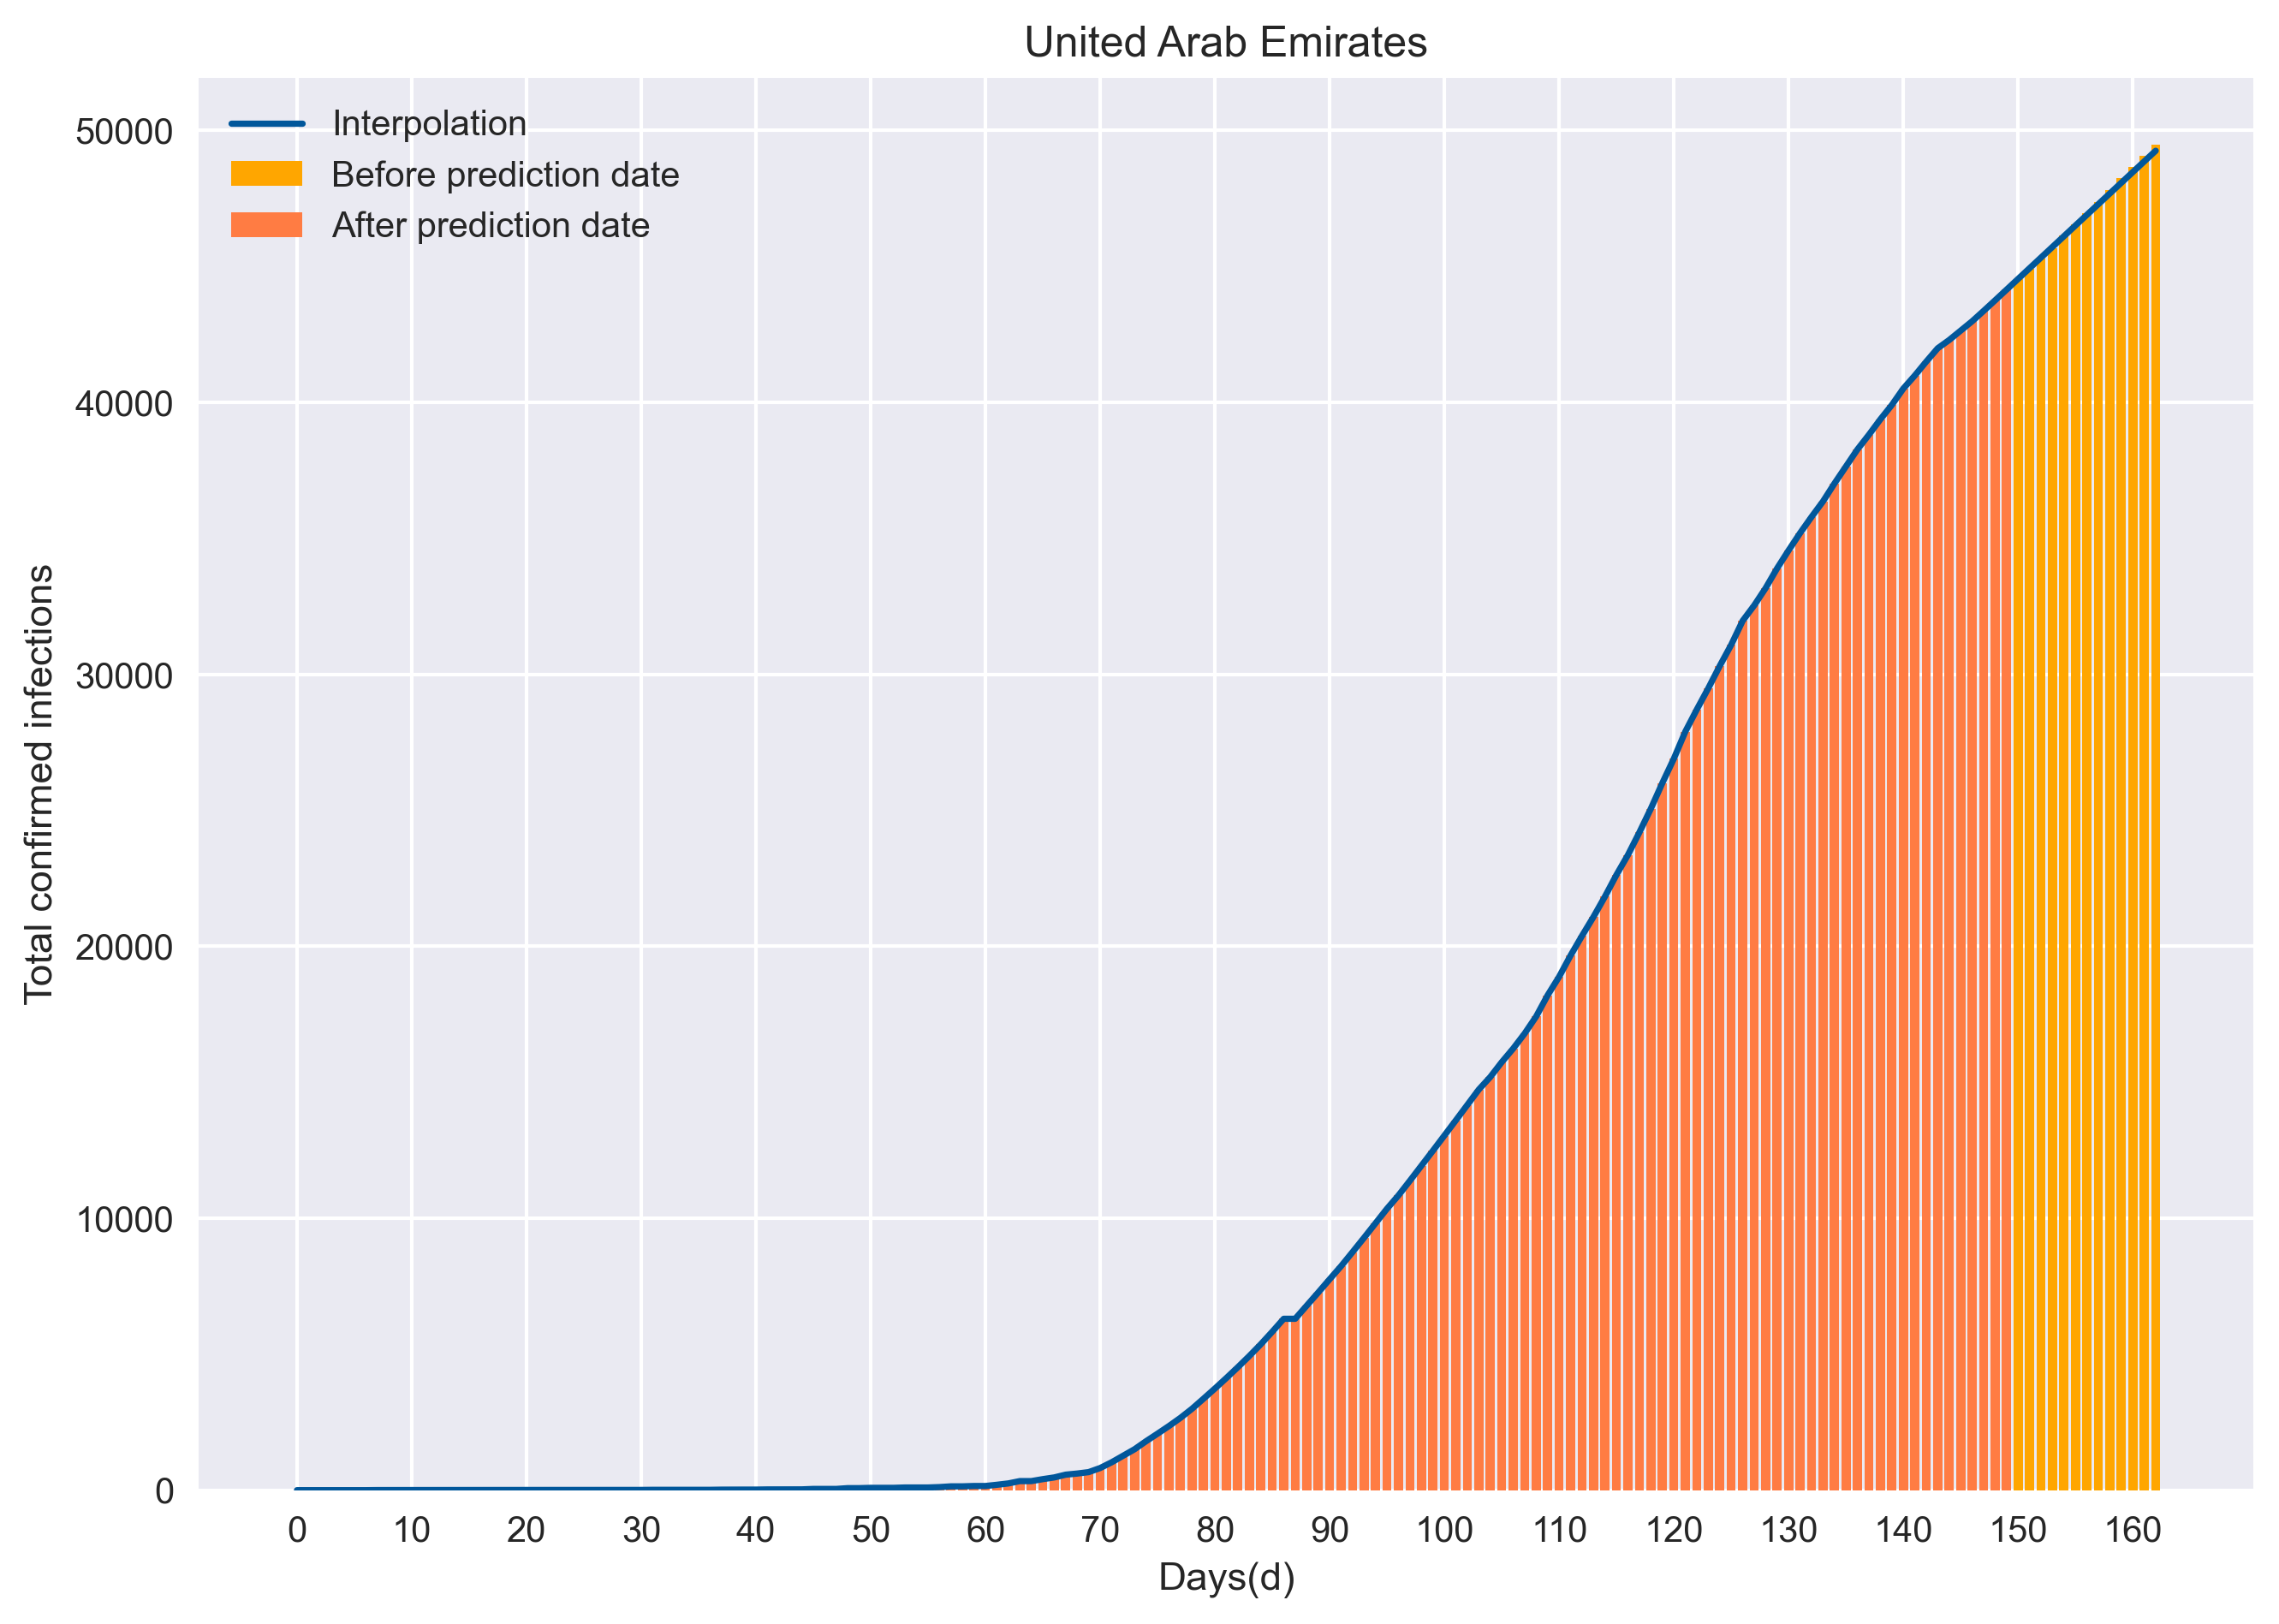 United Arab Emirates
Interpolation
Before prediction date
After prediction date
Total confirmed infections
50000
40000
30000
20000
10000
0
0 10 20 30 40 50 60 70 80 90 100 110 120 130 140 150 160
Days(d)